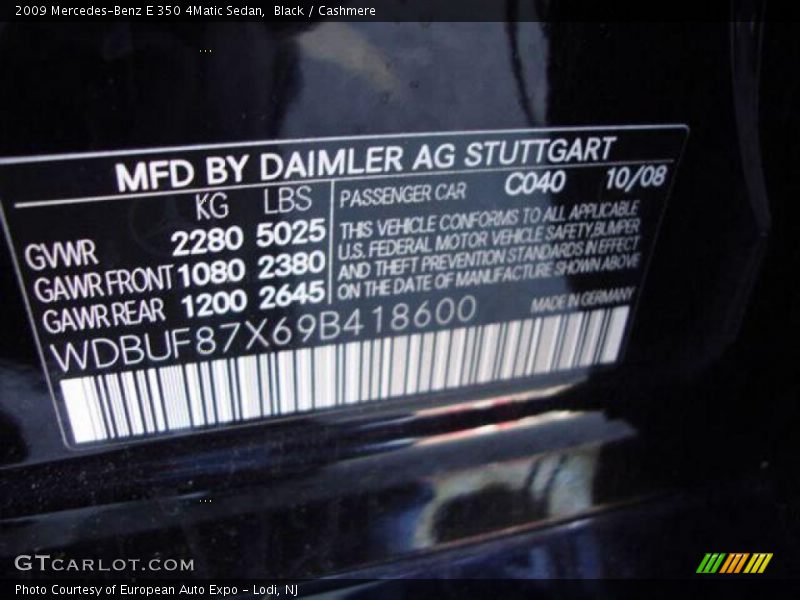 2009 Mercedes-Benz E 350 4Matic Sedan,  Black / Cashmere
MFD BY DAIMLER AG STUTTGART
KG LBS
GVWR 2280 5025
GAWR FRONT 1080 2380
GAWR REAR 1200 2645
PASSENGER CAR C040 10/08
THIS VEHICLE CONFORMS TO ALL APPLICABLE
U.S. FEDERAL MOTOR VEHICLE SAFETY,BUMPER
AND THEFT PREVENTION STANDARDS IN EFFECT
ON THE DATE OF MANUFACTURE SHOWN ABOVE
WDBUF87X69B418600
MADE IN GERMANY
GTCARLOT.COM
Photo Courtesy of European Auto Expo - Lodi, NJ